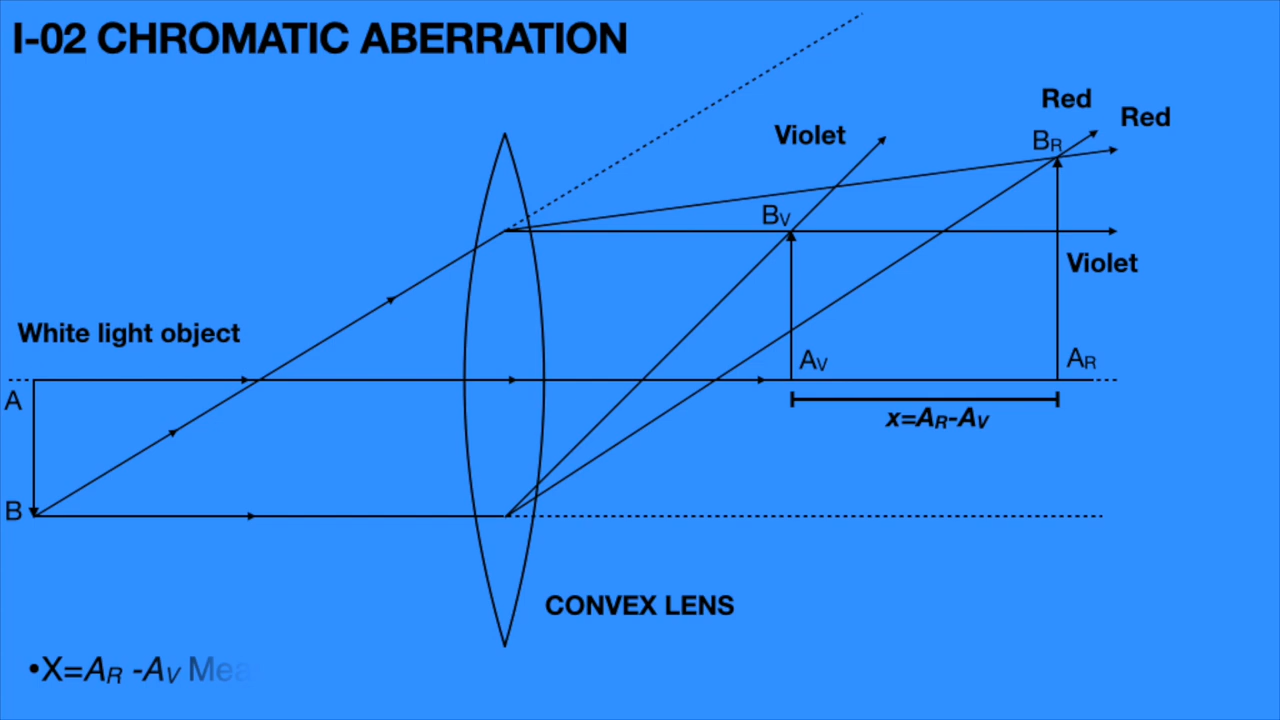 I-02 CHROMATIC ABERRATION
Red
Red
Violet
BR
BV
Violet
White light object
AV
AR
A
x=AR-AV
B
CONVEX LENS
•X=AR -AV